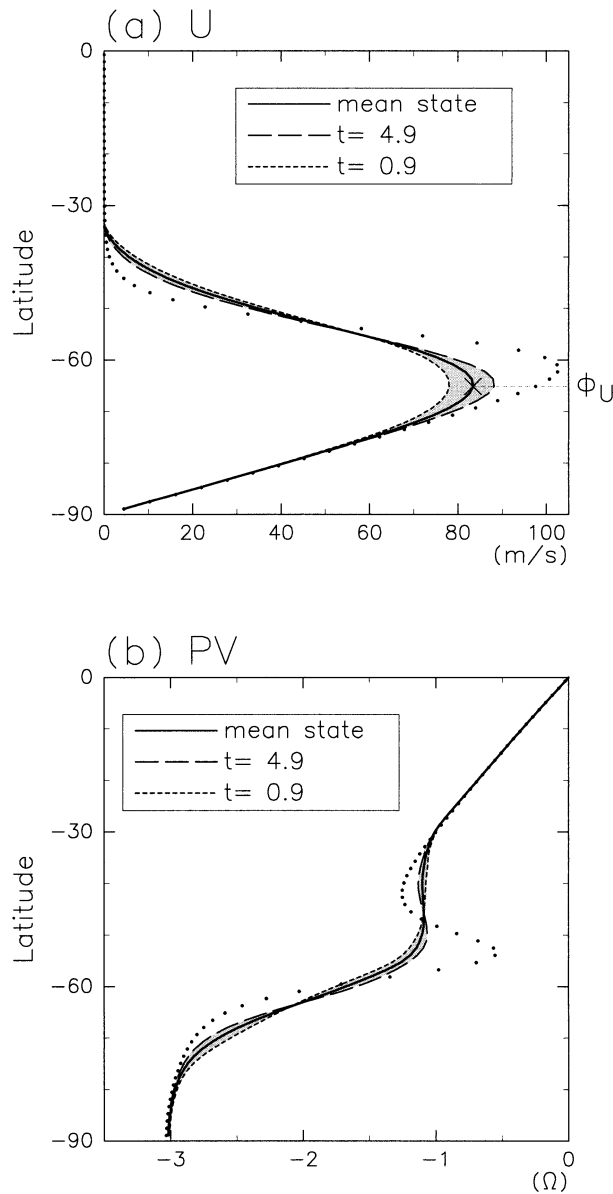 (a) U
0
-30
-60
-90
Latitude
mean state
t= 4.9
t= 0.9
ϕU
0 20 40 60 80 100
(m/s)
(b) PV
0
-30
-60
-90
Latitude
mean state
t= 4.9
t= 0.9
-3 -2 -1 0
(Ω)